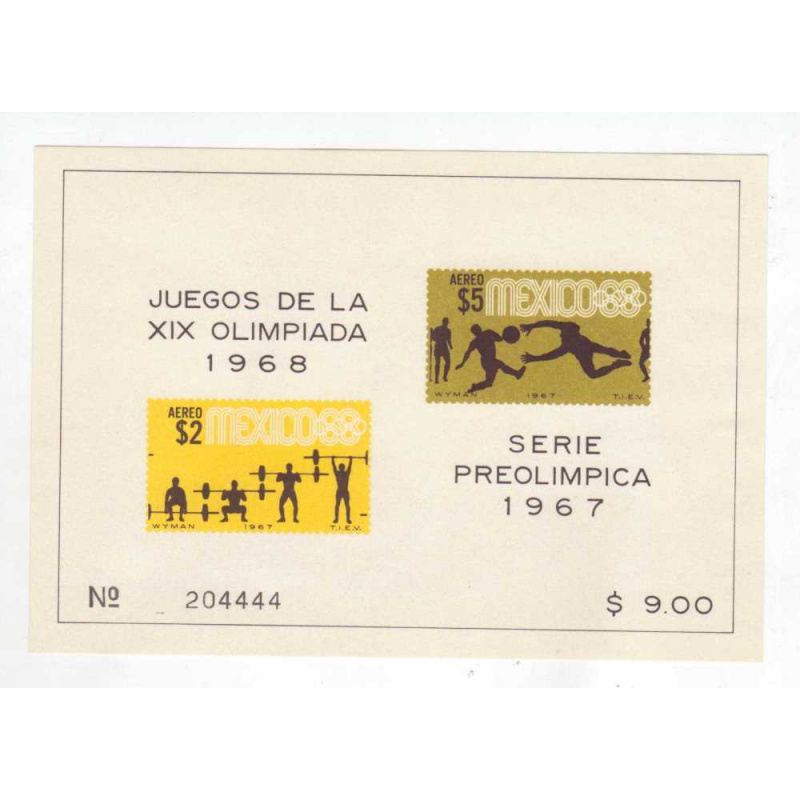 JUEGOS DE LA
XIX OLIMPIADA
1968
AEREO
$5 MEXICO68
WYMAN 1967 T.I.E.V.
AEREO
$2 MEXICO68
WYMAN 1967 T.I.E.V.
SERIE
PREOLIMPICA
1967
Nº 204444
$ 9.00